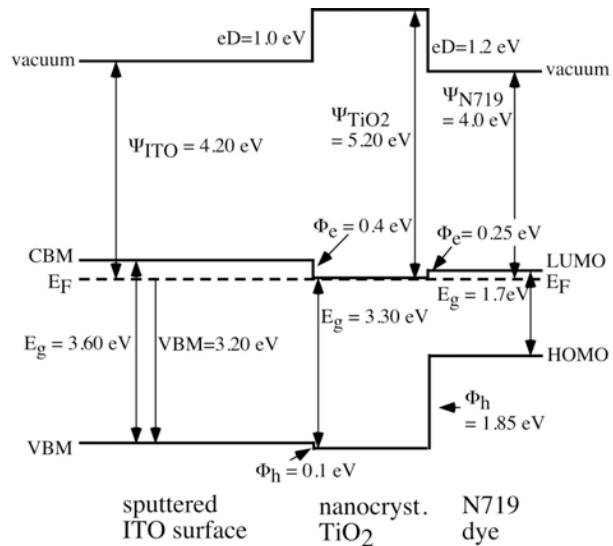 eD=1.0 eV
eD=1.2 eV
vacuum
vacuum
Ψ_ITO = 4.20 eV
Ψ_TiO2
= 5.20 eV
Ψ_N719
= 4.0 eV
Φ_e = 0.4 eV
Φ_e = 0.25 eV
CBM
LUMO
E_F
E_F
E_g = 3.60 eV
VBM=3.20 eV
E_g = 3.30 eV
E_g = 1.7eV
HOMO
Φ_h
= 1.85 eV
VBM
Φ_h = 0.1 eV
sputtered
ITO surface
nanocryst.
TiO₂
N719
dye